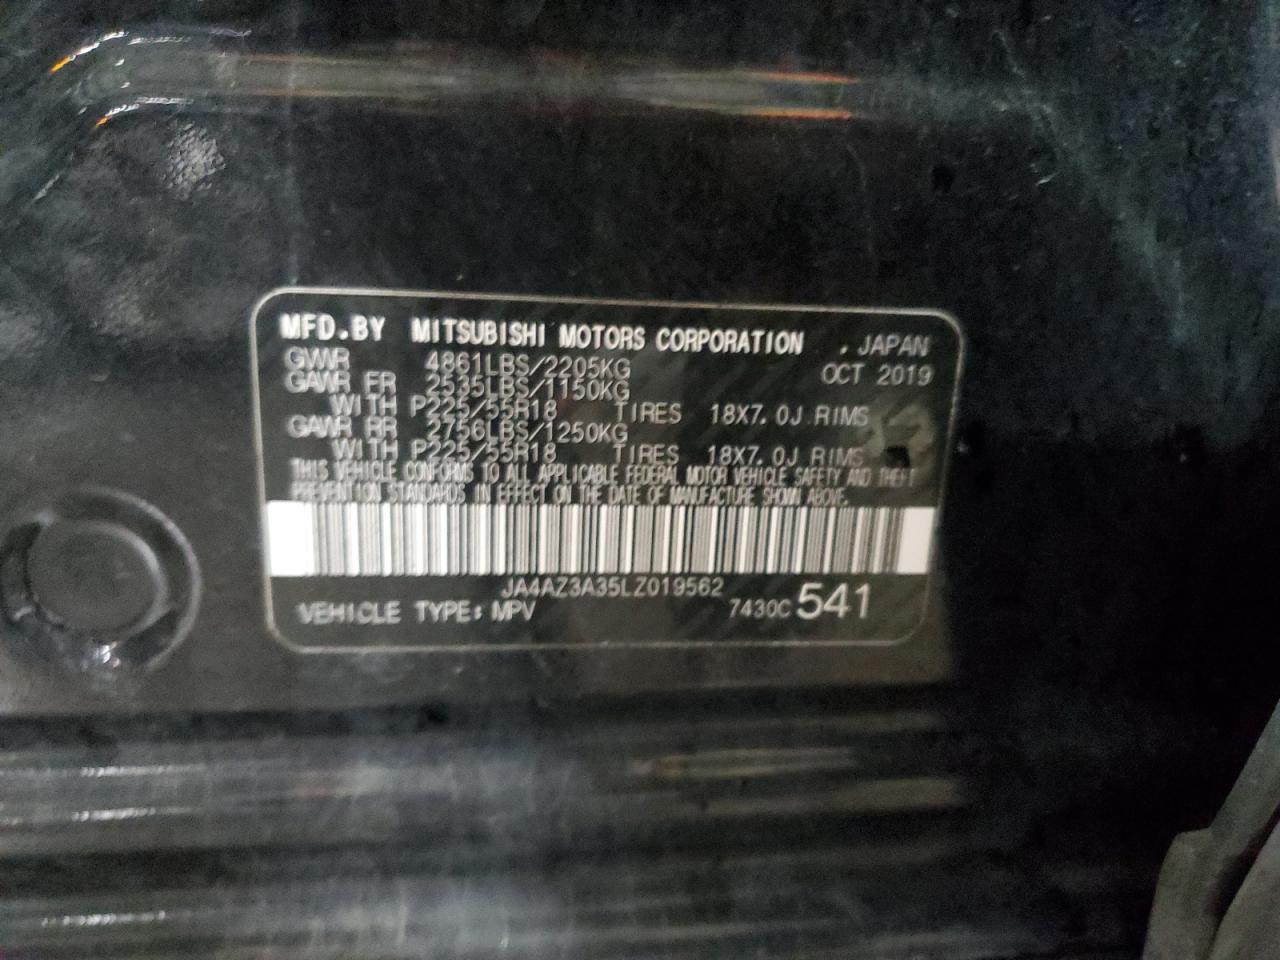 MFD.BY MITSUBISHI MOTORS CORPORATION . JAPAN
GVWR 4861LBS/2205KG OCT 2019
GAWR FR 2535LBS/1150KG
WITH P225/55R18 TIRES 18X7.0J RIMS
GAWR RR 2756LBS/1250KG
WITH P225/55R18 TIRES 18X7.0J RIMS
THIS VEHICLE CONFORMS TO ALL APPLICABLE FEDERAL MOTOR VEHICLE SAFETY AND THEFT
PREVENTION STANDARDS IN EFFECT ON THE DATE OF MANUFACTURE SHOWN ABOVE.
JA4AZ3A35LZ019562
VEHICLE TYPE: MPV 7430C 541